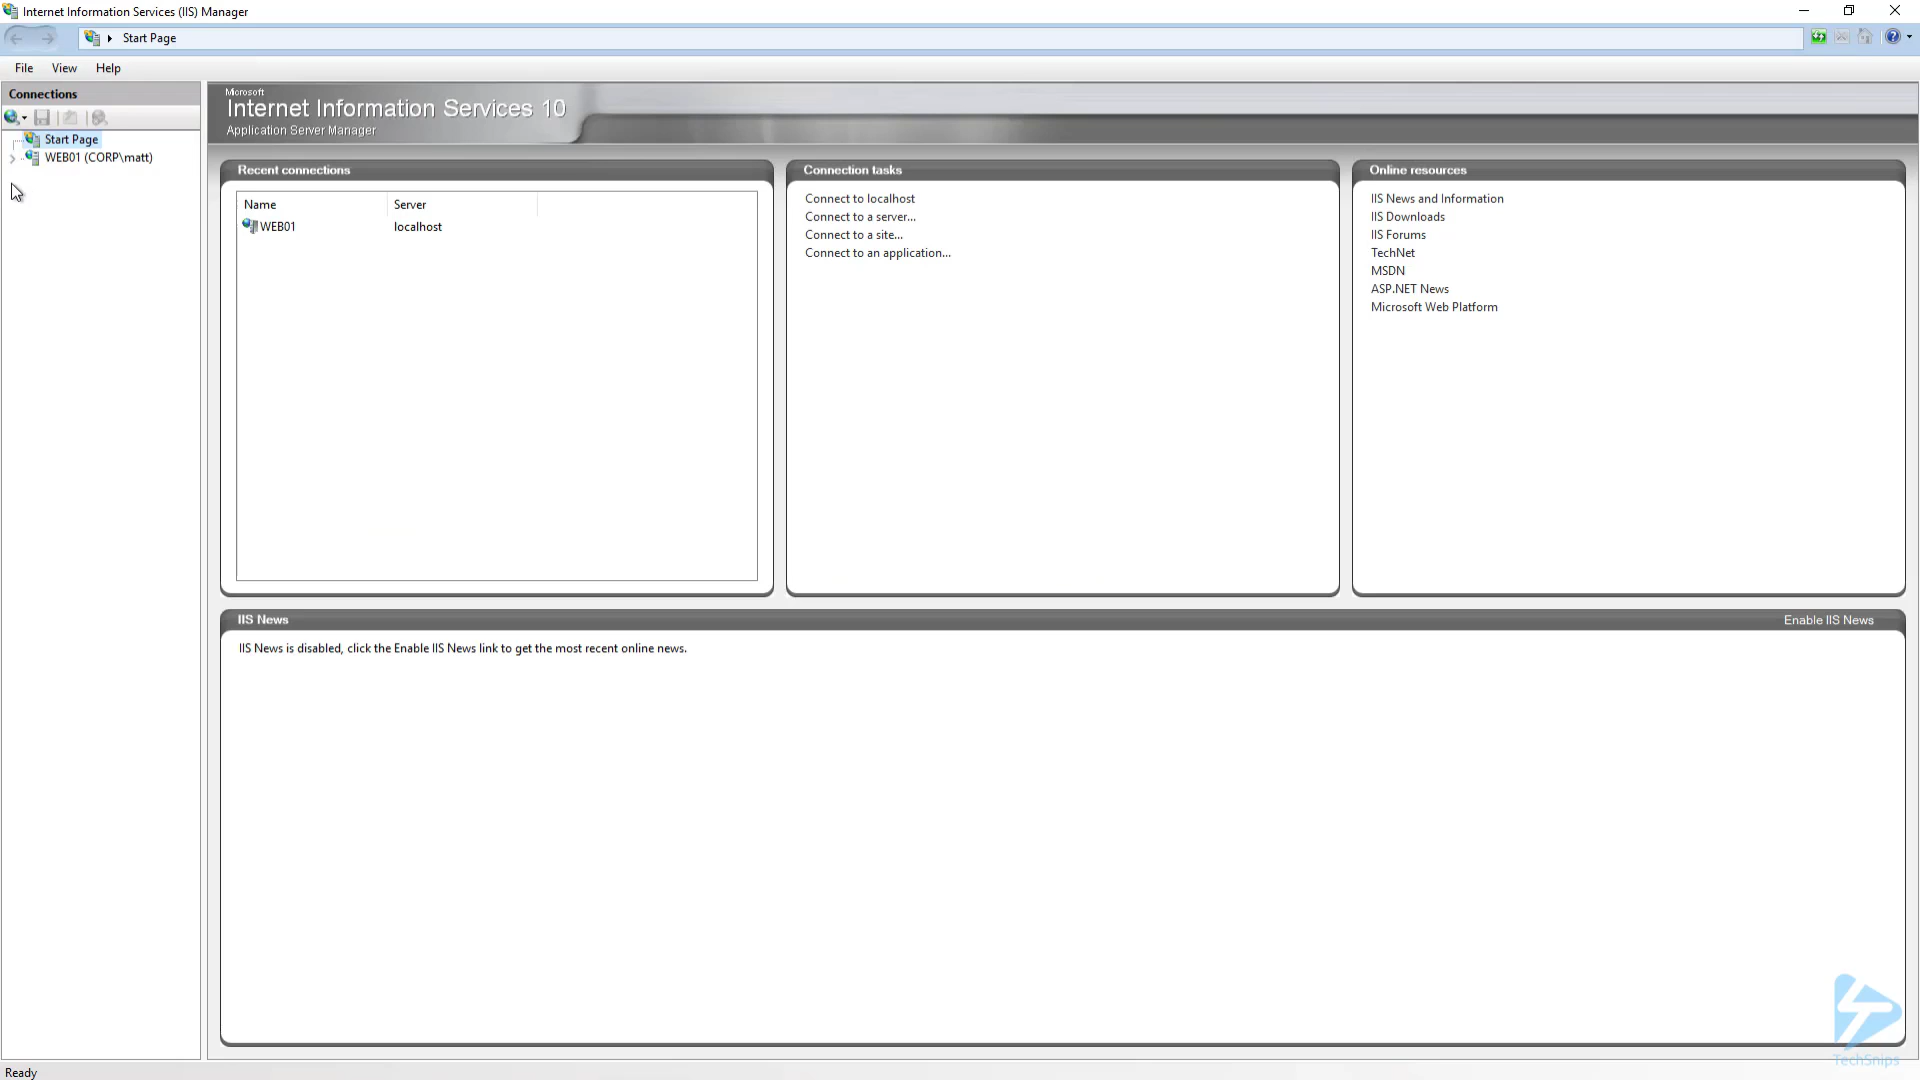 Internet Information Services (IIS) Manager
Start Page
File View Help
Connections
Start Page
WEB01 (CORP\matt)
Microsoft
Internet Information Services 10
Application Server Manager
Recent connections
Name Server
WEB01 localhost
Connection tasks
Connect to localhost
Connect to a server...
Connect to a site...
Connect to an application...
Online resources
IIS News and Information
IIS Downloads
IIS Forums
TechNet
MSDN
ASP.NET News
Microsoft Web Platform
IIS News
Enable IIS News
IIS News is disabled, click the Enable IIS News link to get the most recent online news.
TechSnips
Ready